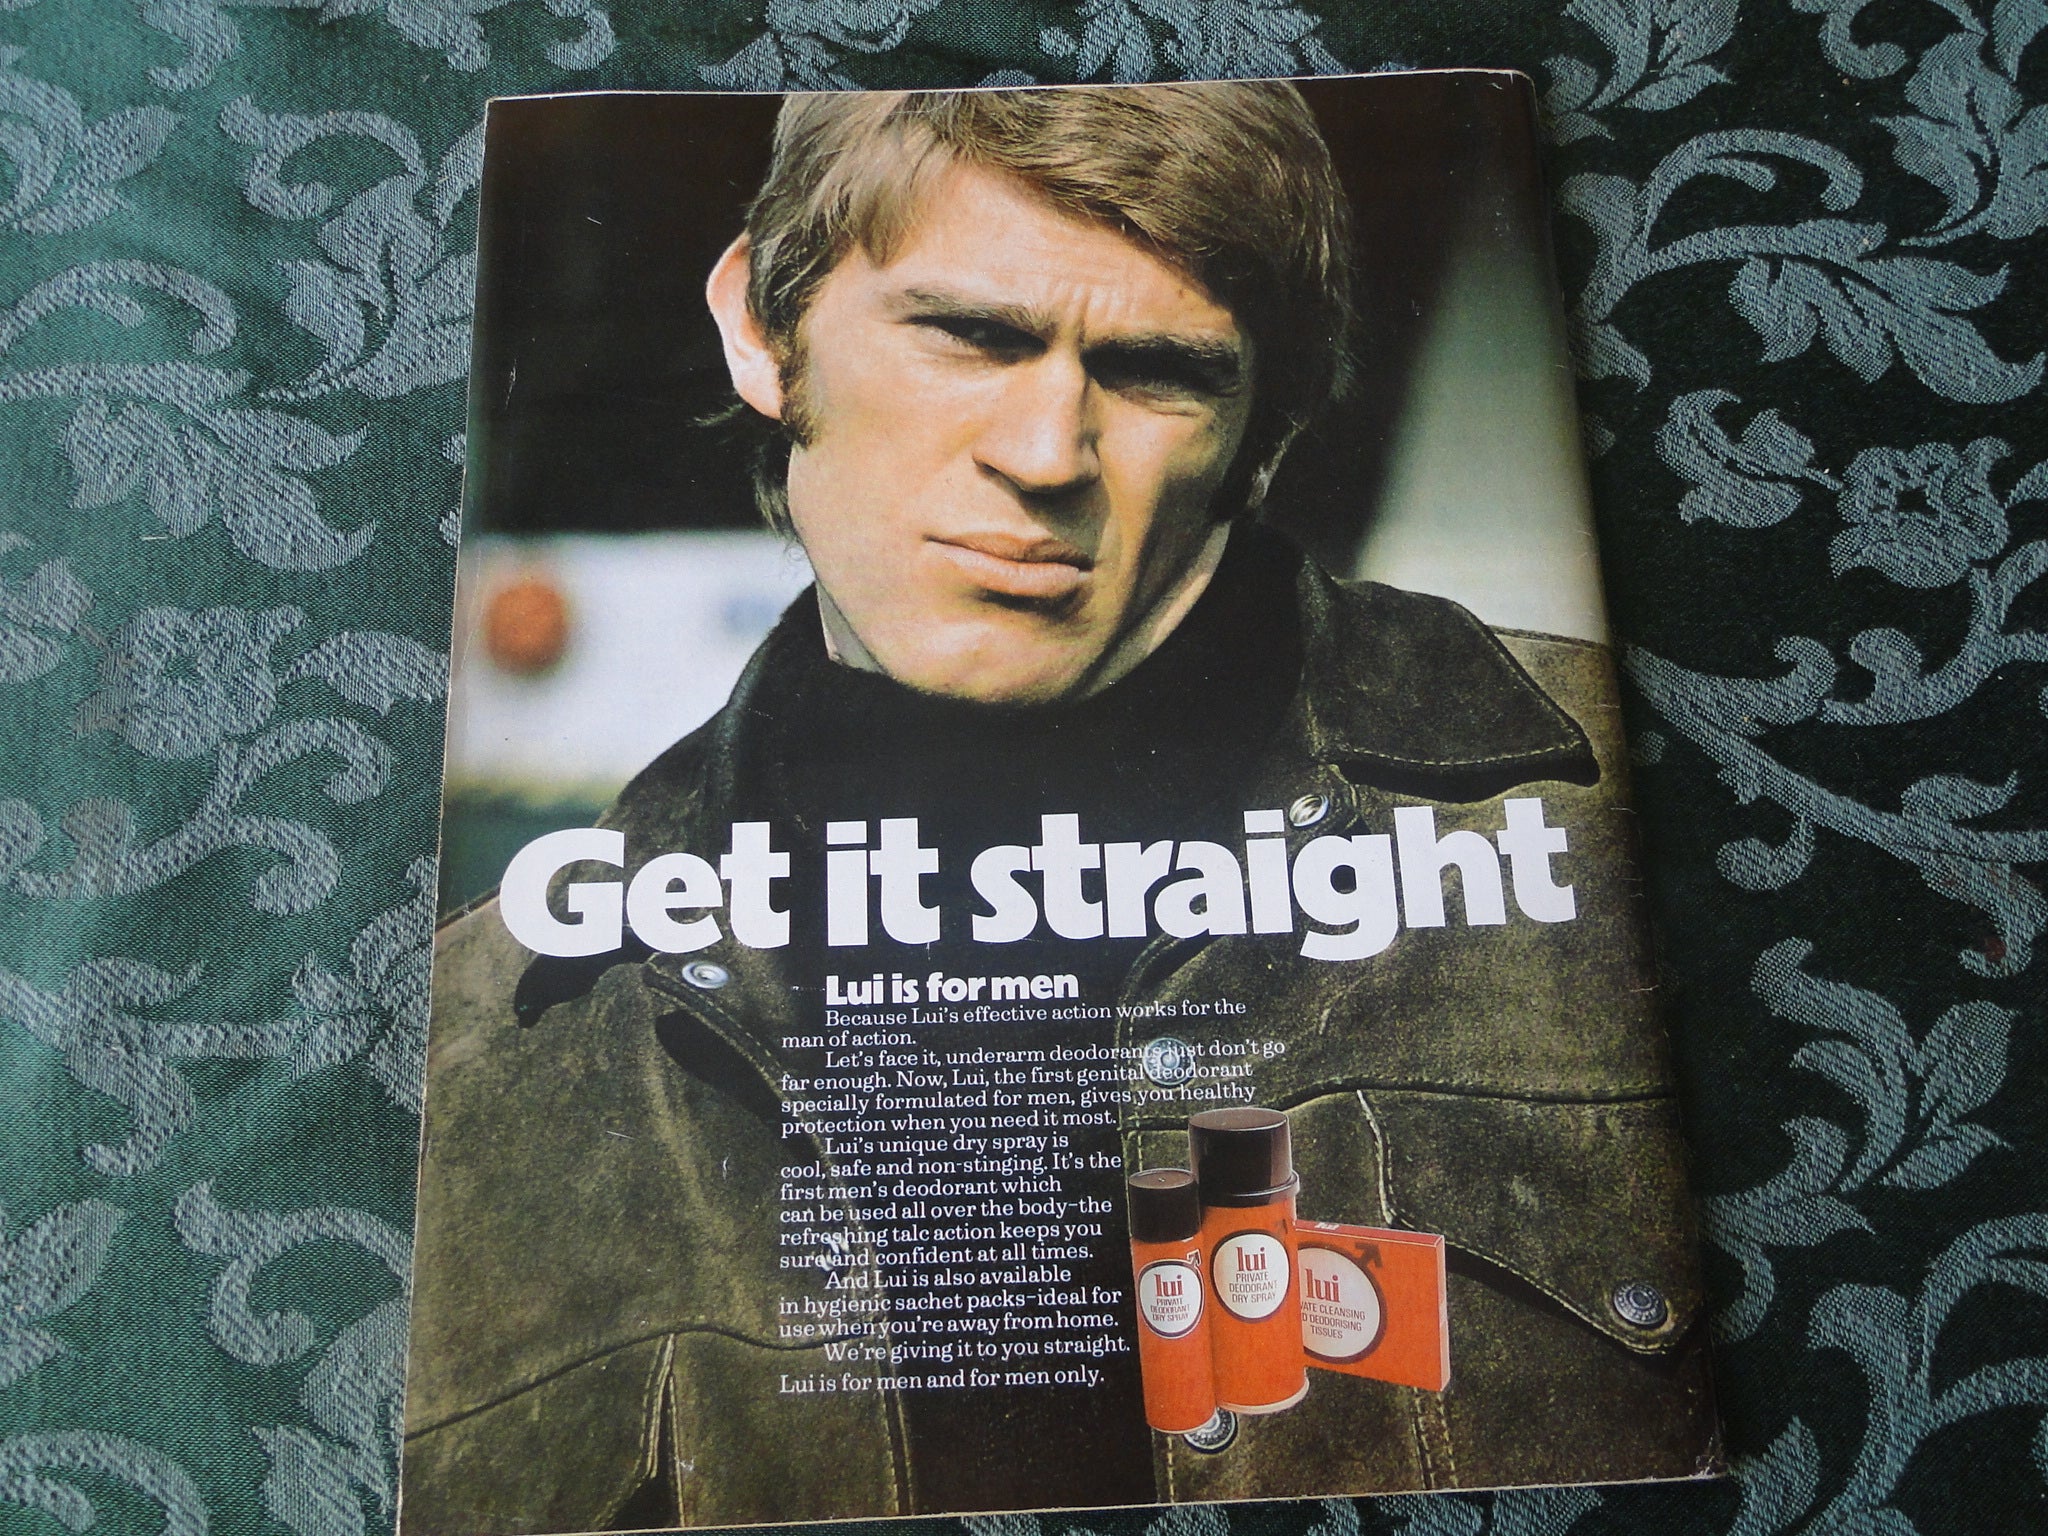 Get it straight
Lui is for men
Because Lui's effective action works for the
man of action.
Let's face it, underarm deodorants just don't go
far enough. Now, Lui, the first genital deodorant
specially formulated for men, gives you healthy
protection when you need it most.
Lui's unique dry spray is
cool, safe and non-stinging. It's the
first men's deodorant which
can be used all over the body-the
refreshing talc action keeps you
sure and confident at all times.
And Lui is also available
in hygienic sachet packs-ideal for
use when you're away from home.
We're giving it to you straight.
Lui is for men and for men only.
lui
PRIVATE
DEODORANT
DRY SPRAY
lui
PRIVATE
DEODORANT
DRY SPRAY
lui
VATE CLEANSING
D DEODORISING
TISSUES